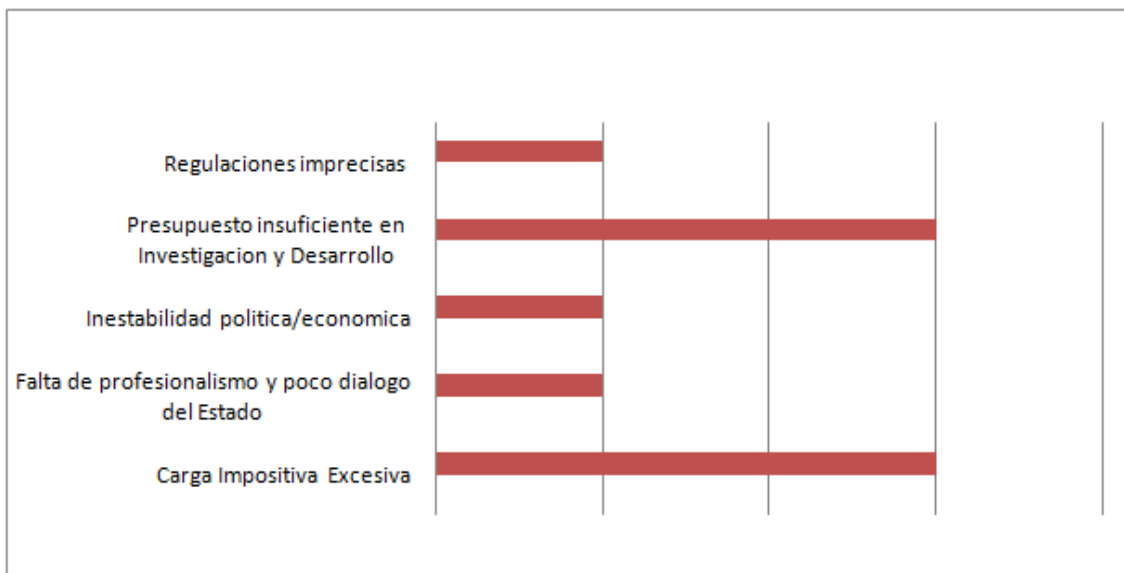 Regulaciones imprecisas
Presupuesto insuficiente en
Investigacion y Desarrollo
Inestabilidad politica/economica
Falta de profesionalismo y poco dialogo
del Estado
Carga Impositiva Excesiva